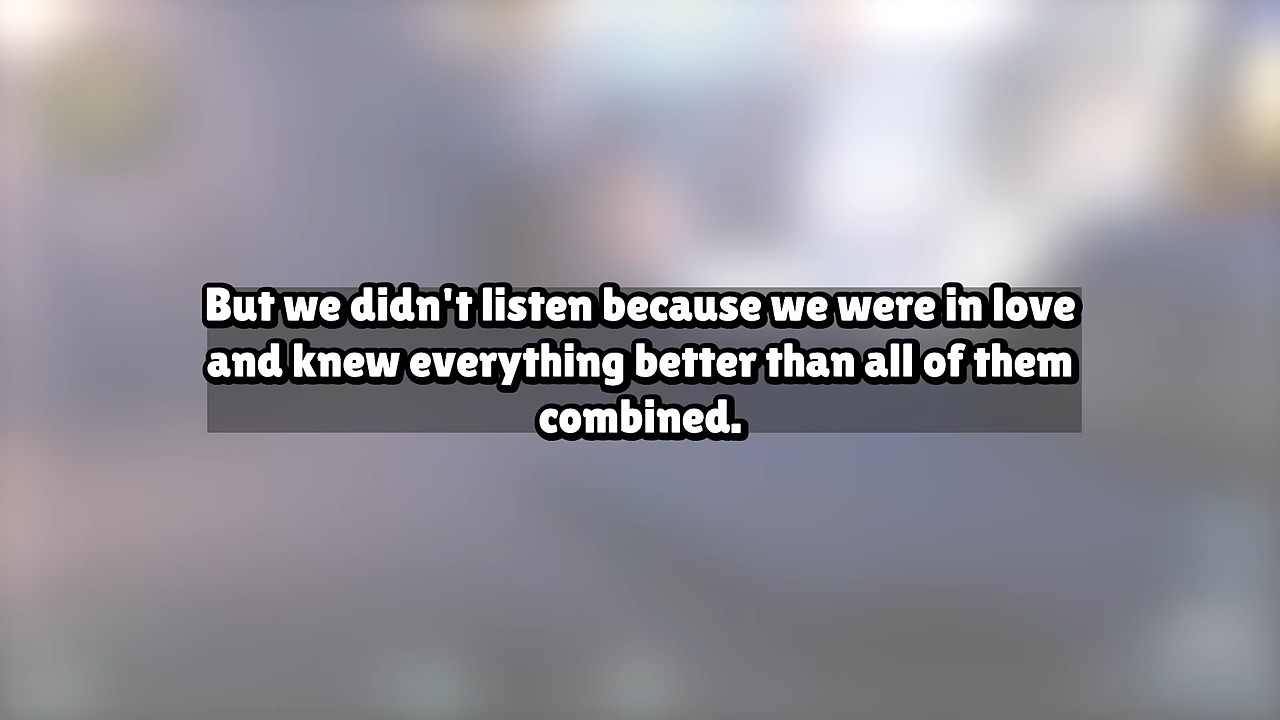 But we didn't listen because we were in love
and knew everything better than all of them
combined.